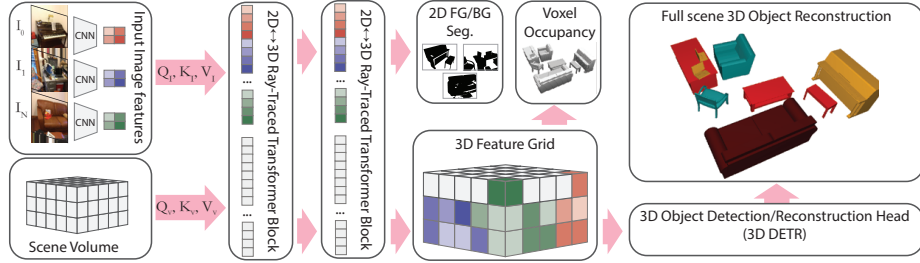 I0
I1
IN
CNN
CNN
CNN
Input Image features
QI, KI, VI
Scene Volume
Qv, Kv, Vv
2D↔3D Ray-Traced Transformer Block
...
...
2D↔3D Ray-Traced Transformer Block
...
...
2D FG/BG
Seg.
Voxel
Occupancy
3D Feature Grid
Full scene 3D Object Reconstruction
3D Object Detection/Reconstruction Head
(3D DETR)